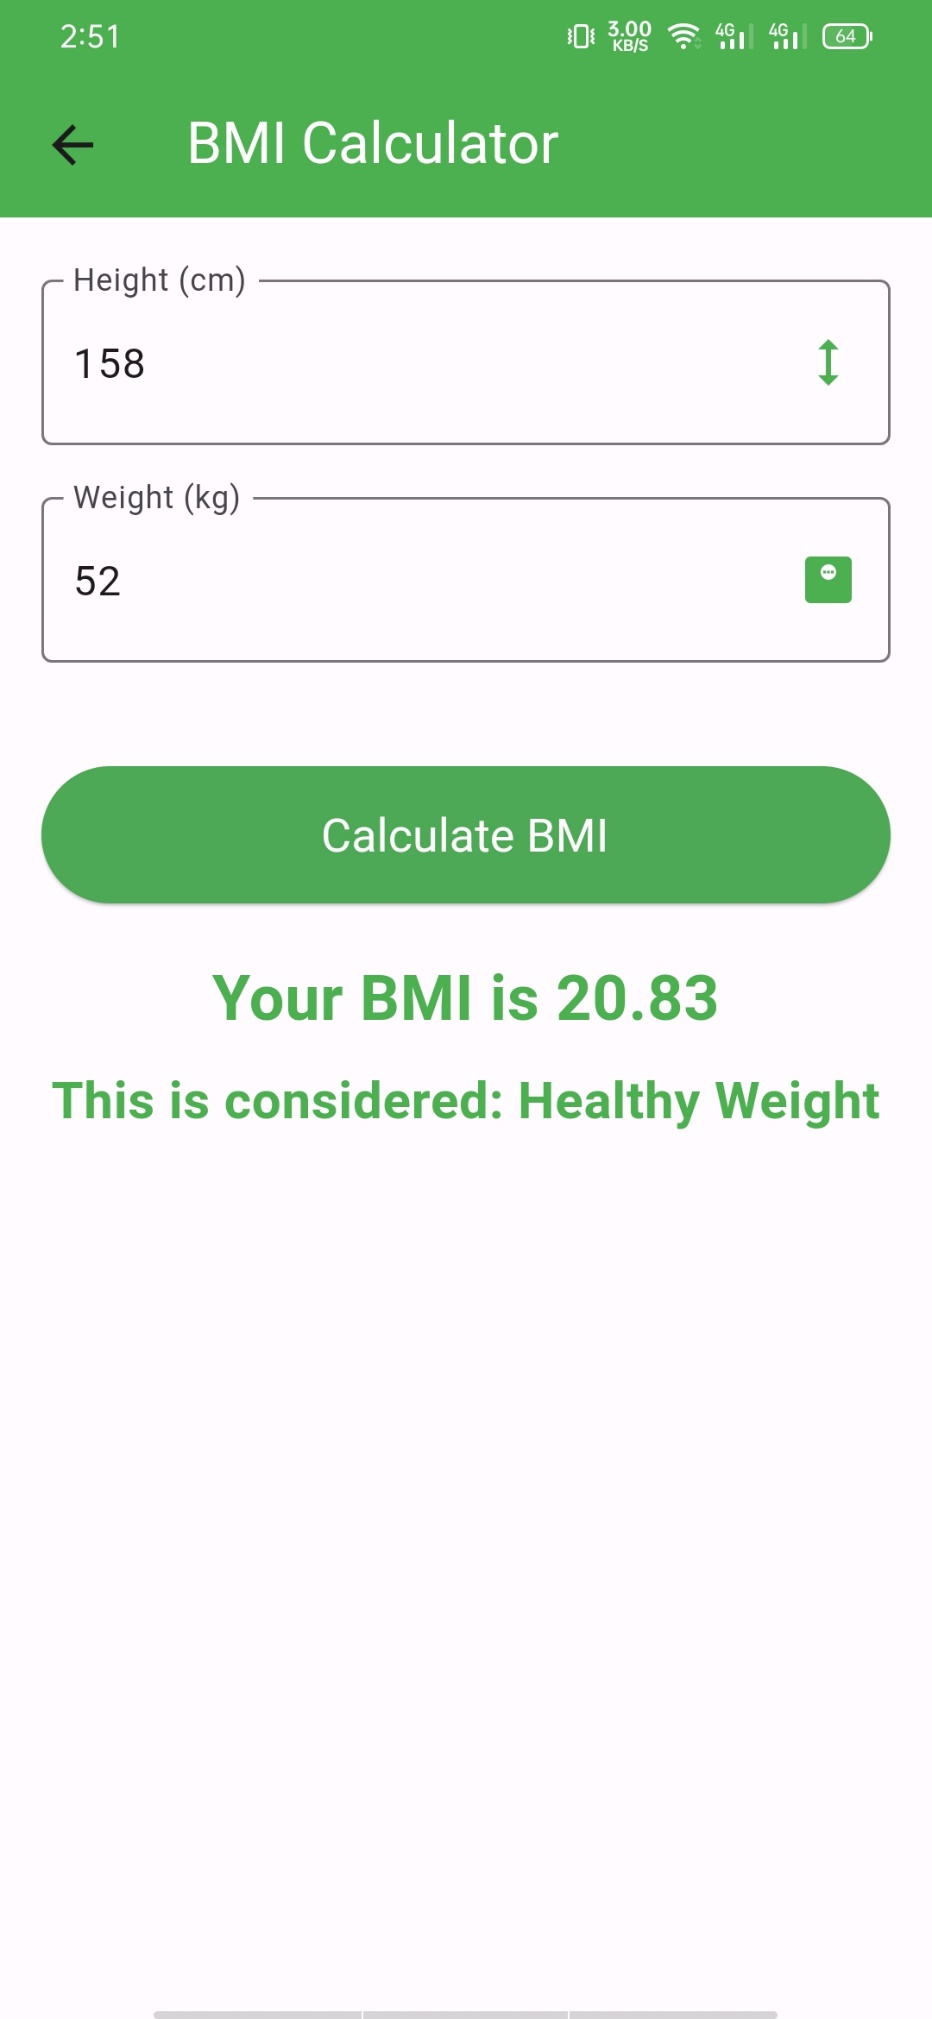 2:51 3.00 KB/S 4G 4G 64
BMI Calculator
Height (cm)
158
Weight (kg)
52
Calculate BMI
Your BMI is 20.83
This is considered: Healthy Weight